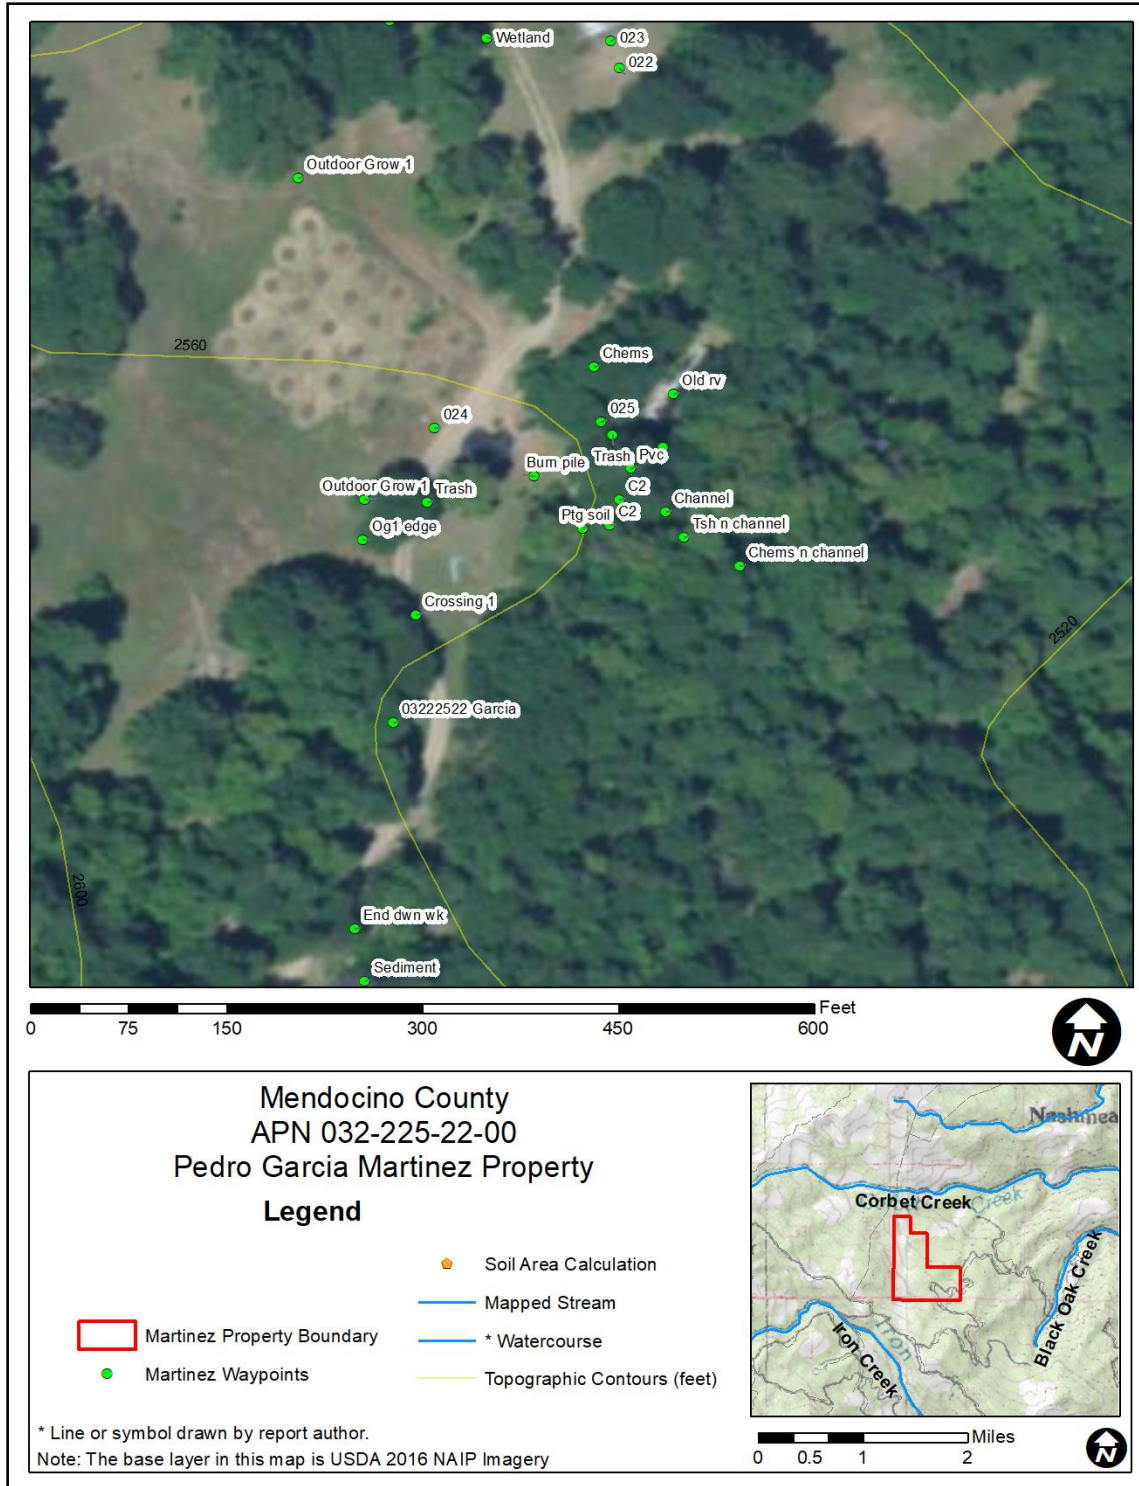 Wetland
023
022
Outdoor Grow 1
2560
Chems
Old rv
024
025
Trash
Pvc
Burn pile
Outdoor Grow 1
Trash
C2
Channel
Ptg soil
C2
Tsh n channel
Og1 edge
Chems n channel
Crossing 1
2520
03222522 Garcia
2600
End dwn wk
Sediment
0 75 150 300 450 600 Feet
N
Mendocino County
APN 032-225-22-00
Pedro Garcia Martinez Property
Legend
Soil Area Calculation
Mapped Stream
Martinez Property Boundary
* Watercourse
Martinez Waypoints
Topographic Contours (feet)
* Line or symbol drawn by report author.
Note: The base layer in this map is USDA 2016 NAIP Imagery
Corbet Creek
Creek
Black Oak Creek
Iron
Iron Creek
0 0.5 1 2 Miles
N